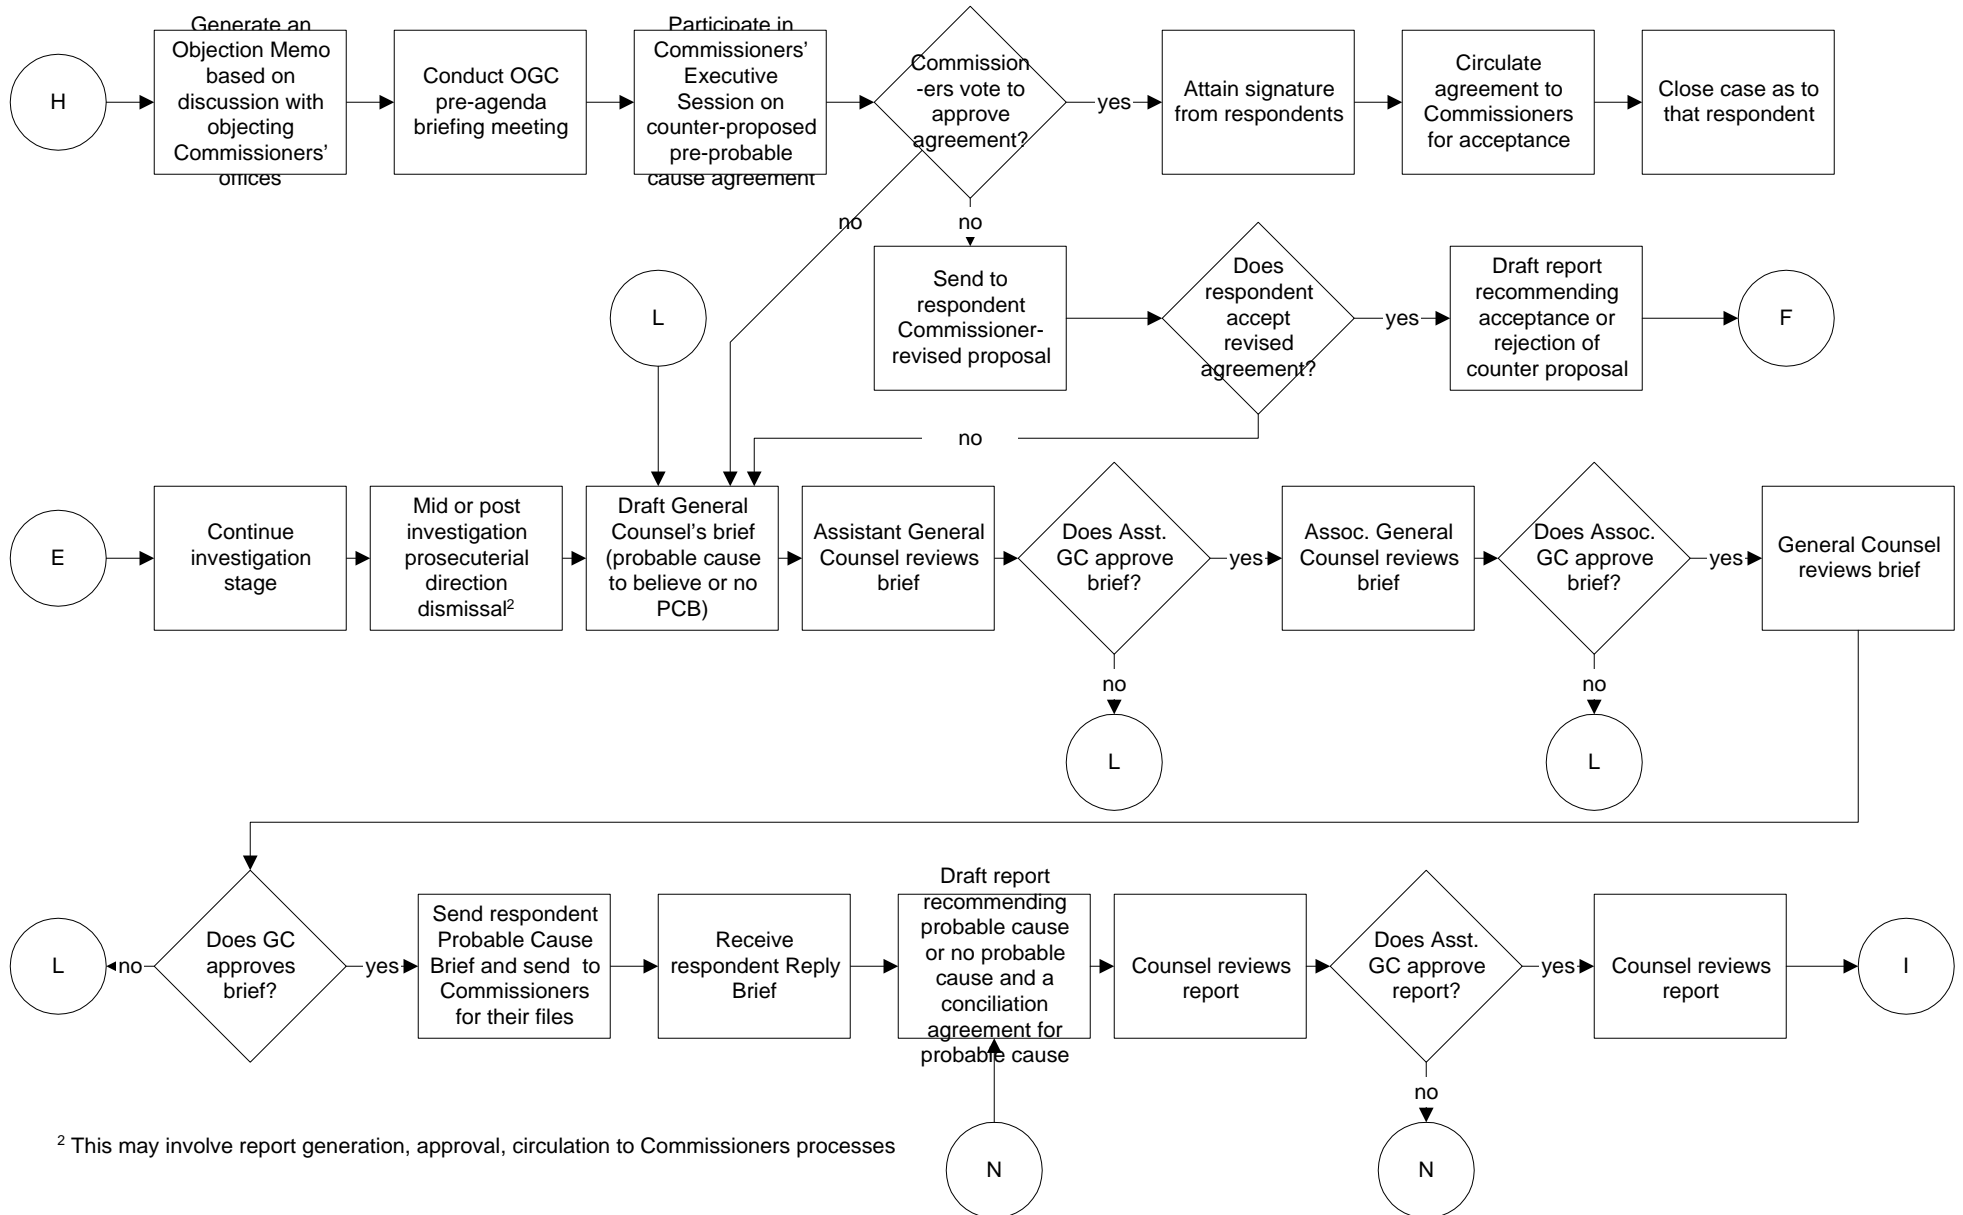 H
Generate an
Objection Memo
based on
discussion with
objecting
Commissioners'
offices
Conduct OGC
pre-agenda
briefing meeting
Participate in
Commissioners'
Executive
Session on
counter-proposed
pre-probable
cause agreement
Commission
-ers vote to
approve
agreement?
yes
Attain signature
from respondents
Circulate
agreement to
Commissioners
for acceptance
Close case as to
that respondent
no
no
L
Send to
respondent
Commissioner-
revised proposal
Does
respondent
accept
revised
agreement?
yes
Draft report
recommending
acceptance or
rejection of
counter proposal
F
no
E
Continue
investigation
stage
Mid or post
investigation
prosecuterial
direction
dismissal²
Draft General
Counsel's brief
(probable cause
to believe or no
PCB)
Assistant General
Counsel reviews
brief
Does Asst.
GC approve
brief?
yes
Assoc. General
Counsel reviews
brief
Does Assoc.
GC approve
brief?
yes
General Counsel
reviews brief
no
no
L
L
L
no
Does GC
approves
brief?
yes
Send respondent
Probable Cause
Brief and send to
Commissioners
for their files
Receive
respondent Reply
Brief
Draft report
recommending
probable cause
or no probable
cause and a
conciliation
agreement for
probable cause
Counsel reviews
report
Does Asst.
GC approve
report?
yes
Counsel reviews
report
I
no
² This may involve report generation, approval, circulation to Commissioners processes
N
N